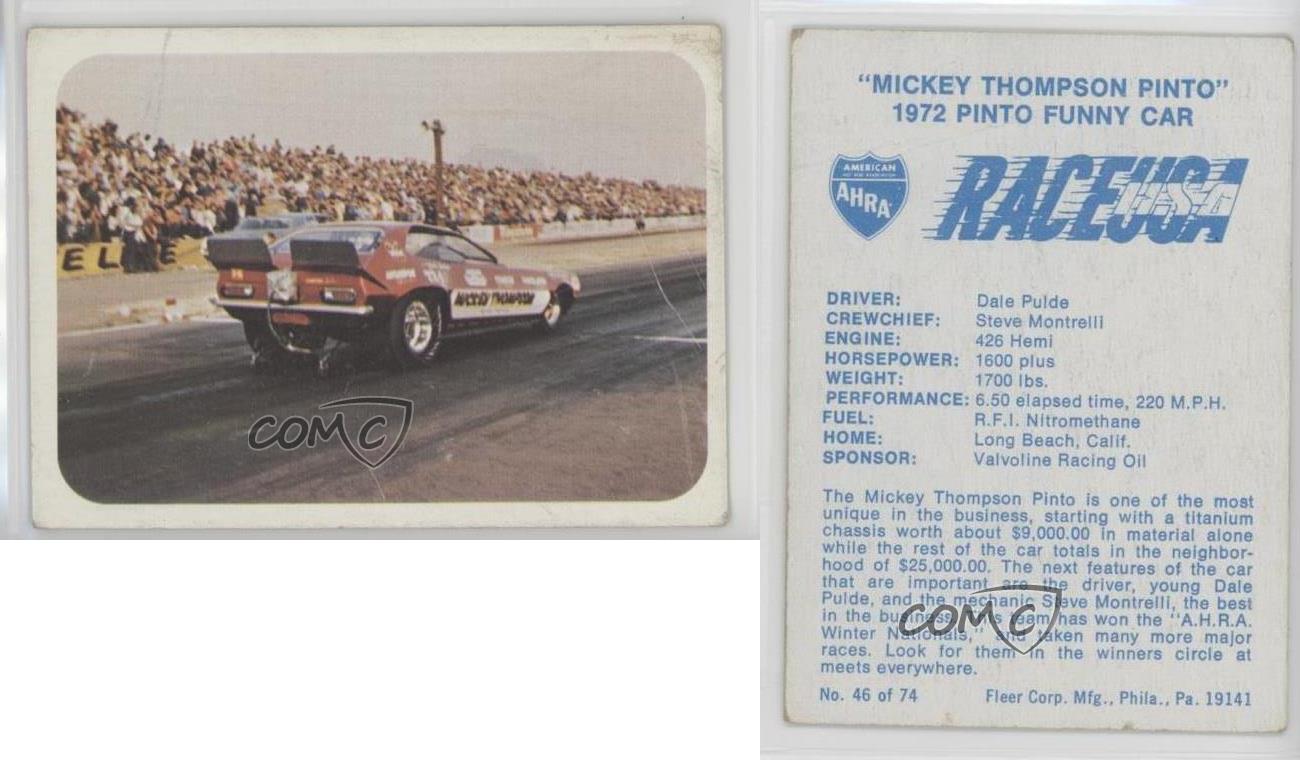 ELE
MICKEY THOMPSON
COMC
"MICKEY THOMPSON PINTO"
1972 PINTO FUNNY CAR
AMERICAN
HOT ROD ASSOCIATION
AHRA
RACE USA
DRIVER: Dale Pulde
CREWCHIEF: Steve Montrelli
ENGINE: 426 Hemi
HORSEPOWER: 1600 plus
WEIGHT: 1700 lbs.
PERFORMANCE: 6.50 elapsed time, 220 M.P.H.
FUEL: R.F.I. Nitromethane
HOME: Long Beach, Calif.
SPONSOR: Valvoline Racing Oil
The Mickey Thompson Pinto is one of the most
unique in the business, starting with a titanium
chassis worth about $9,000.00 in material alone
while the rest of the car totals in the neighbor-
hood of $25,000.00. The next features of the car
that are important are the driver, young Dale
Pulde, and the mechanic Steve Montrelli, the best
in the business. This team has won the "A.H.R.A.
Winter Nationals," and taken many more major
races. Look for them in the winners circle at
meets everywhere.
COMC
No. 46 of 74 Fleer Corp. Mfg., Phila., Pa. 19141